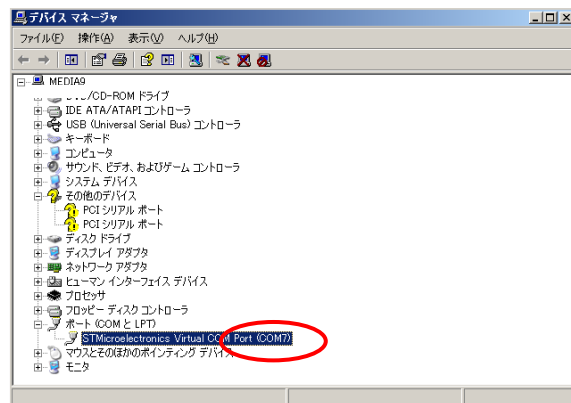 デバイス マネージャ
ファイル(F) 操作(A) 表示(V) ヘルプ(H)
MEDIA9
DVD/CD-ROM ドライブ
IDE ATA/ATAPI コントローラ
USB (Universal Serial Bus) コントローラ
キーボード
コンピュータ
サウンド、ビデオ、およびゲーム コントローラ
システム デバイス
その他のデバイス
PCI シリアル ポート
PCI シリアル ポート
ディスク ドライブ
ディスプレイ アダプタ
ネットワーク アダプタ
ヒューマン インターフェイス デバイス
プロセッサ
フロッピー ディスク コントローラ
ポート (COM と LPT)
STMicroelectronics Virtual COM Port (COM7)
マウスとそのほかのポインティング デバイス
モニタ